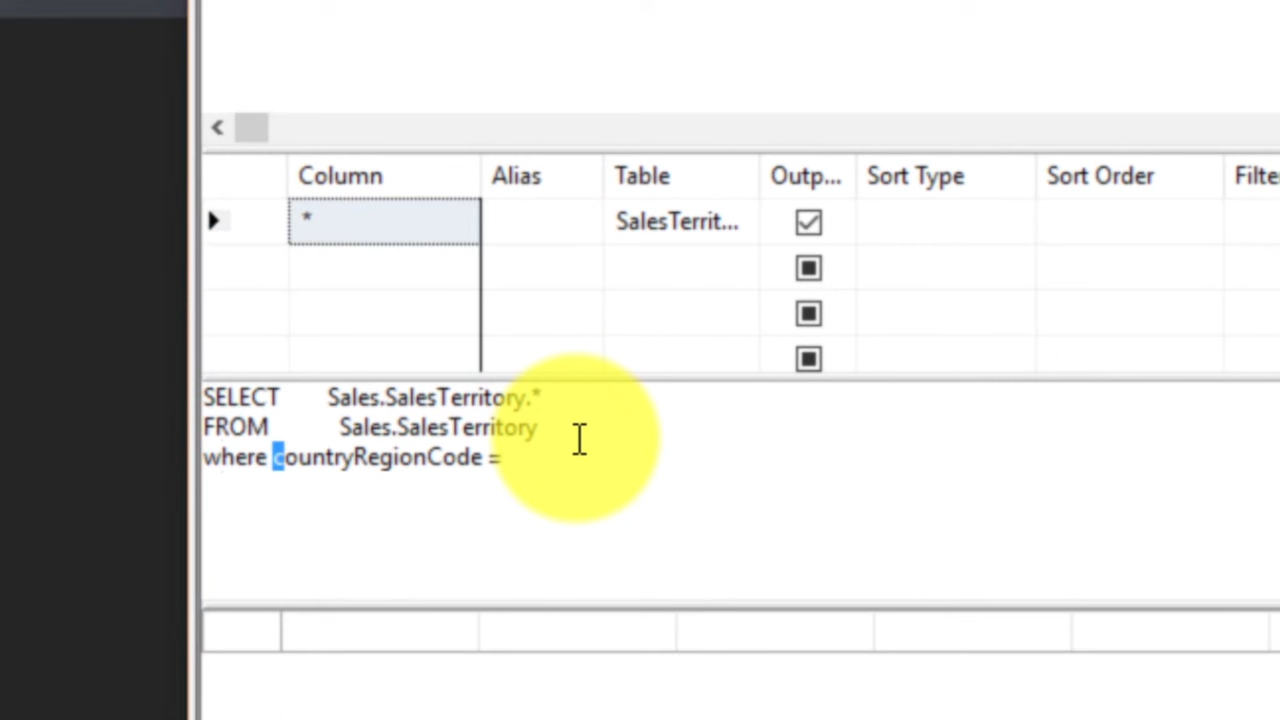 Column Alias Table Outp... Sort Type Sort Order Filte
* SalesTerrit...
SELECT Sales.SalesTerritory.*
FROM Sales.SalesTerritory
where countryRegionCode =